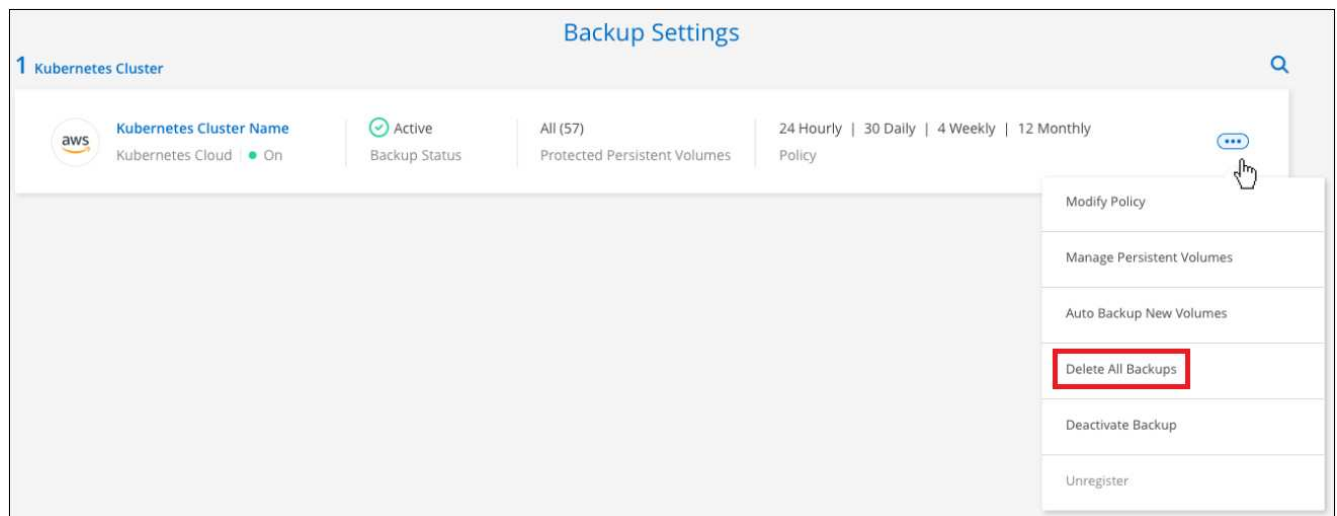 Backup Settings
1 Kubernetes Cluster
aws
Kubernetes Cluster Name
Active
All (57)
24 Hourly | 30 Daily | 4 Weekly | 12 Monthly
Kubernetes Cloud
On
Backup Status
Protected Persistent Volumes
Policy
Modify Policy
Manage Persistent Volumes
Auto Backup New Volumes
Delete All Backups
Deactivate Backup
Unregister